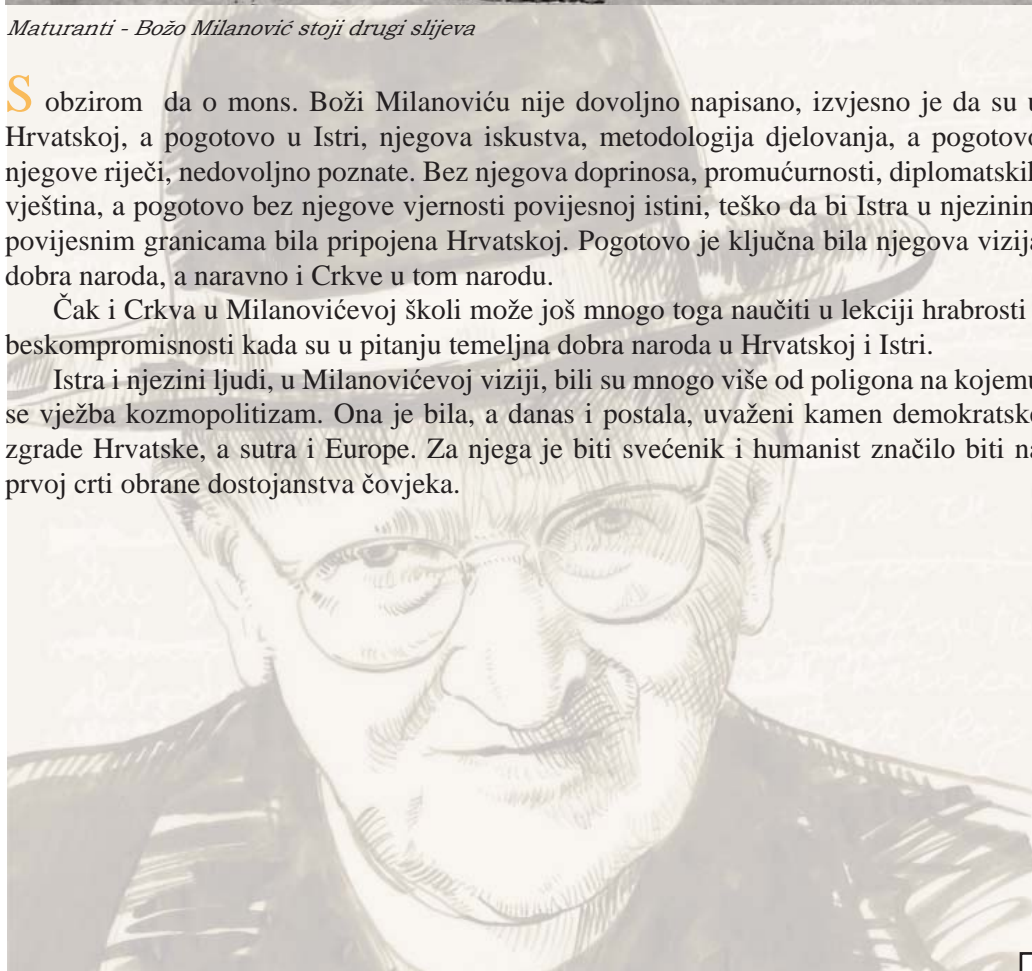 Maturanti - Božo Milanović stoji drugi slijeva
S obzirom da o mons. Boži Milanoviću nije dovoljno napisano, izvjesno je da su u
Hrvatskoj, a pogotovo u Istri, njegova iskustva, metodologija djelovanja, a pogotovo
njegove riječi, nedovoljno poznate. Bez njegova doprinosa, promućurnosti, diplomatskih
vještina, a pogotovo bez njegove vjernosti povijesnoj istini, teško da bi Istra u njezinim
povijesnim granicama bila pripojena Hrvatskoj. Pogotovo je ključna bila njegova vizija
dobra naroda, a naravno i Crkve u tom narodu.
Čak i Crkva u Milanovićevoj školi može još mnogo toga naučiti u lekciji hrabrosti
beskompromisnosti kada su u pitanju temeljna dobra naroda u Hrvatskoj i Istri.
Istra i njezini ljudi, u Milanovićevoj viziji, bili su mnogo više od poligona na kojemu
se vježba kozmopolitizam. Ona je bila, a danas i postala, uvaženi kamen demokratske
zgrade Hrvatske, a sutra i Europe. Za njega je biti svećenik i humanist značilo biti na
prvoj crti obrane dostojanstva čovjeka.